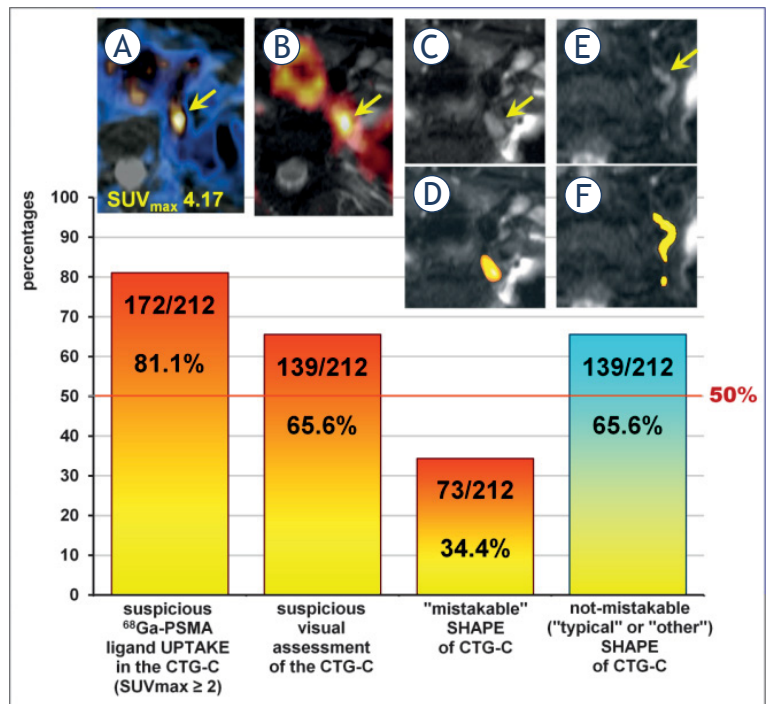 A
B
C
E
SUVmax 4.17
D
F
percentages
100
90
80
70
60
50
40
30
20
10
0
172/212
81.1%
139/212
65.6%
73/212
34.4%
139/212
65.6%
50%
suspicious
⁶⁸Ga-PSMA
ligand UPTAKE
in the CTG-C
(SUVmax ≥ 2)
suspicious
visual
assessment
of the CTG-C
"mistakable"
SHAPE
of CTG-C
not-mistakable
("typical" or "other")
SHAPE
of CTG-C